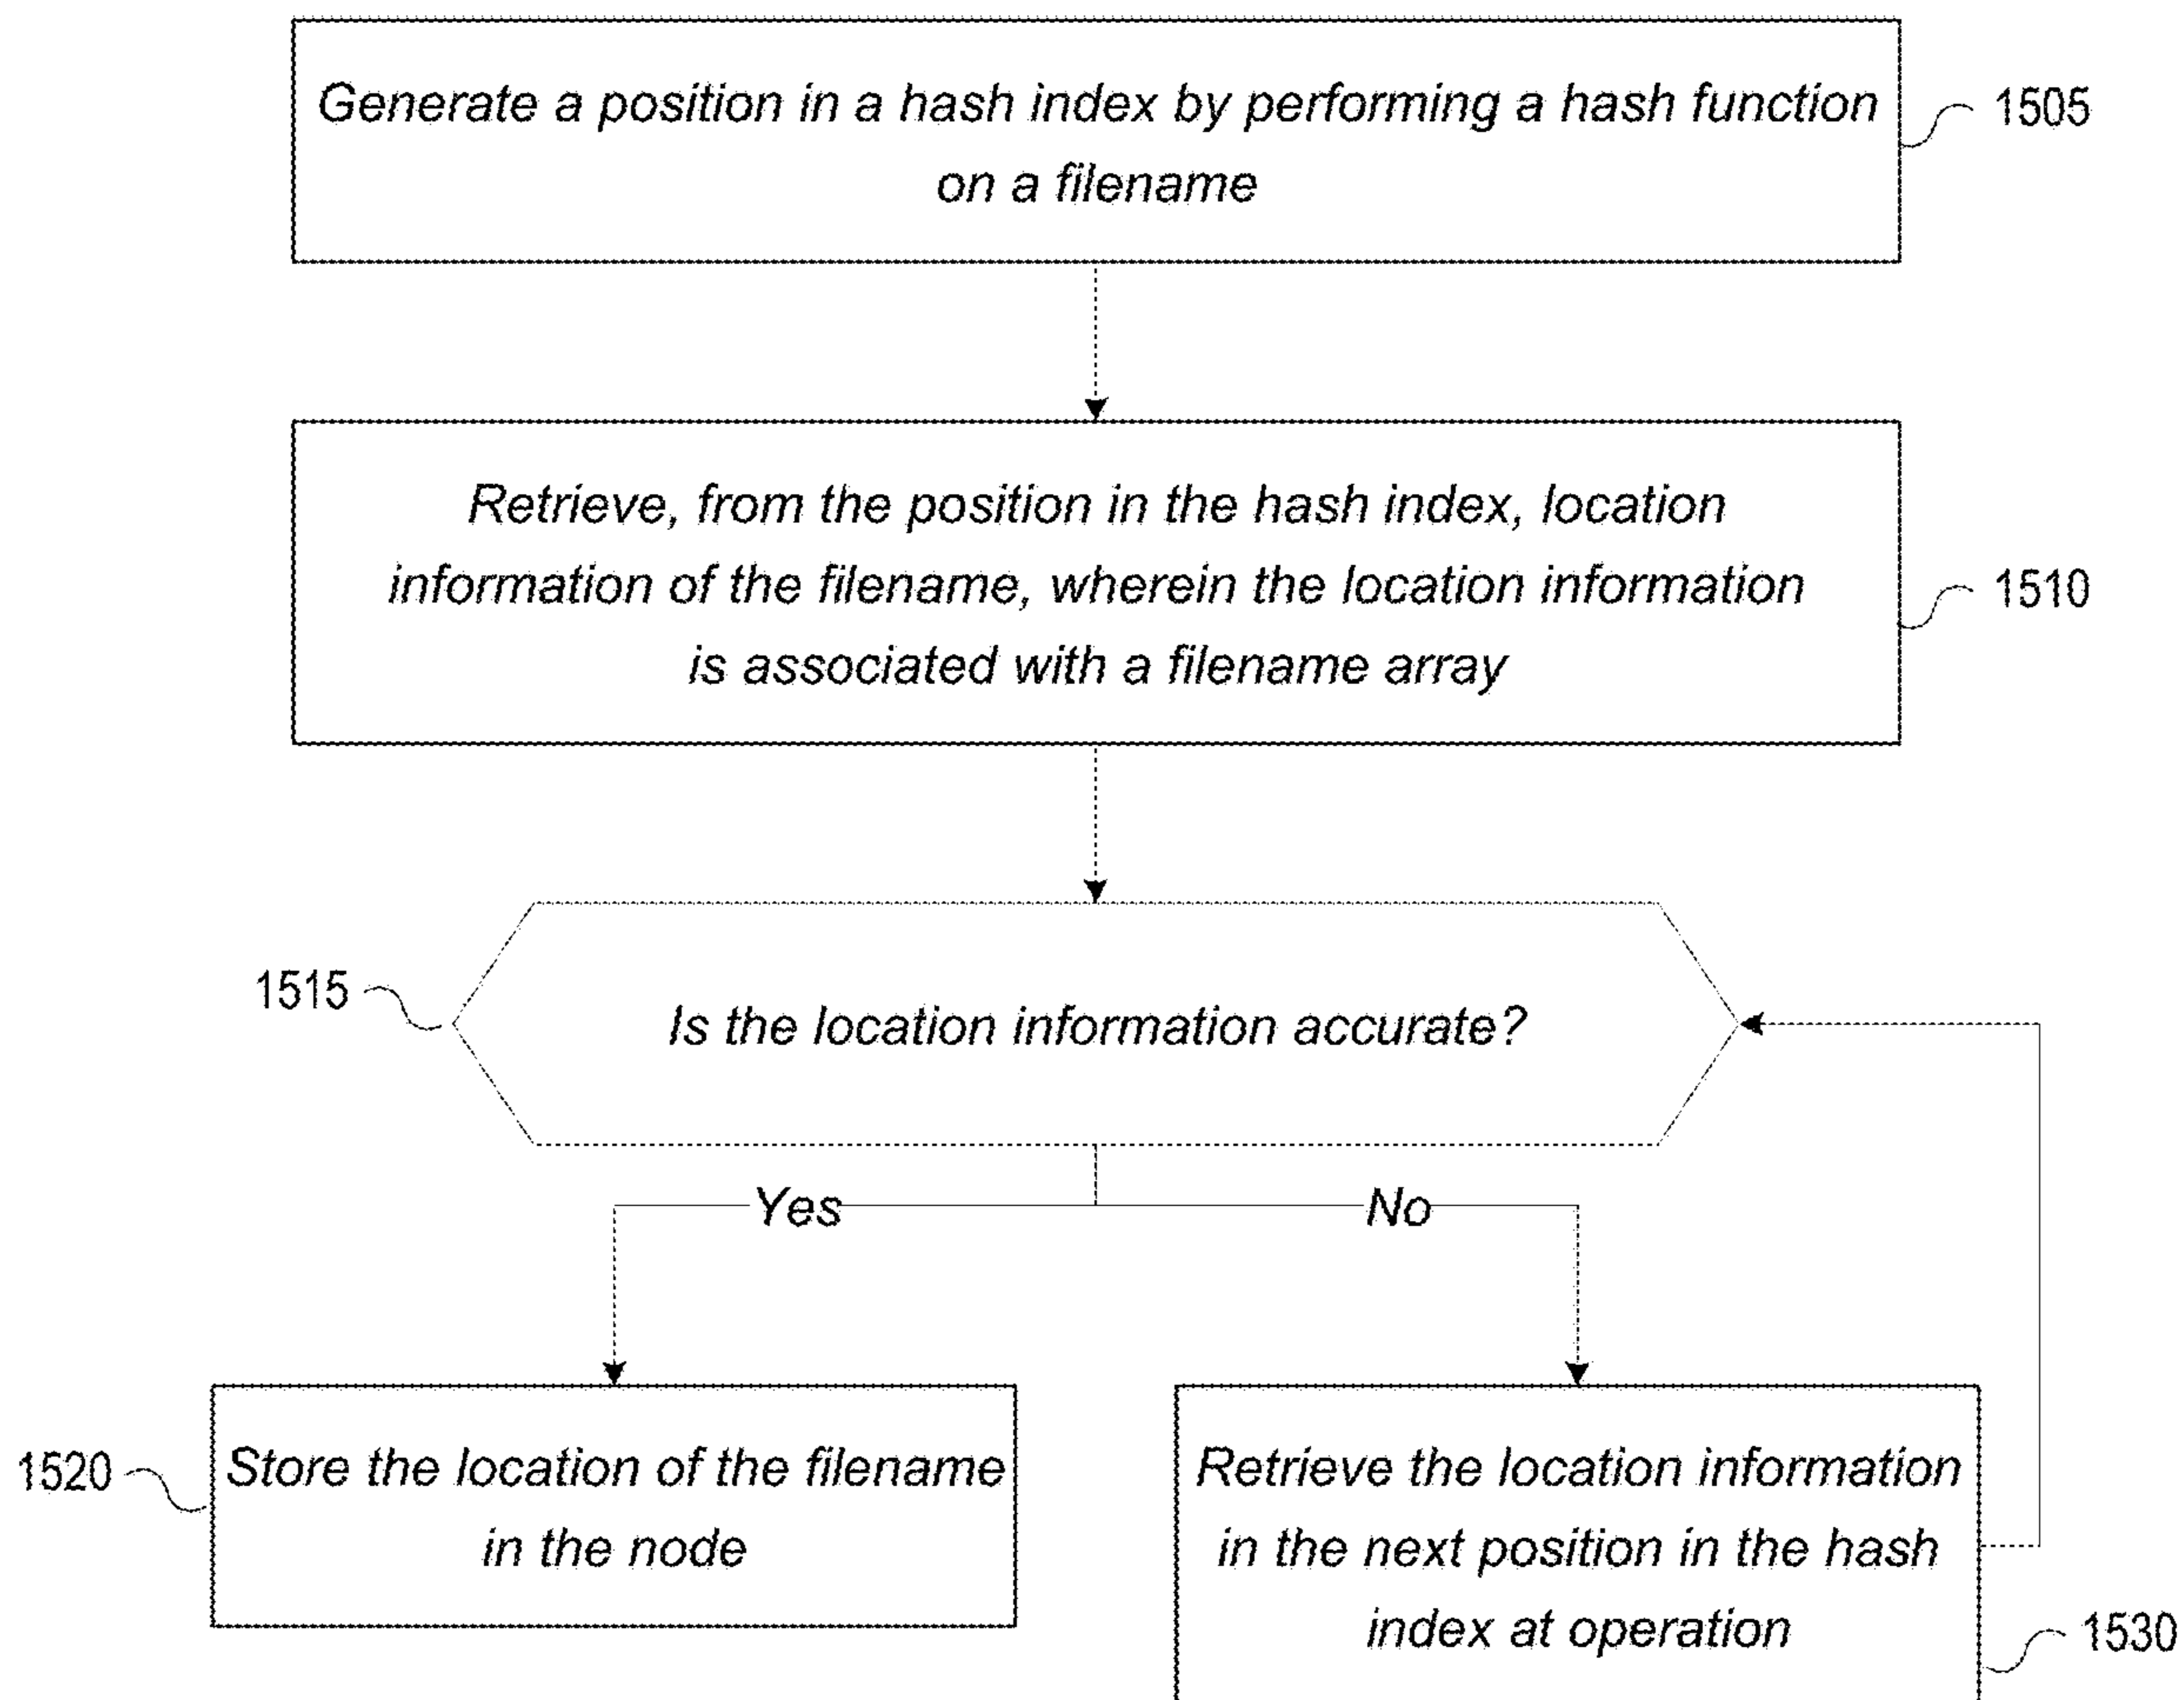 Generate a position in a hash index by performing a hash function
on a filename
1505
Retrieve, from the position in the hash index, location
information of the filename, wherein the location information
is associated with a filename array
1510
1515
Is the location information accurate?
Yes
No
1520
Store the location of the filename
in the node
Retrieve the location information
in the next position in the hash
index at operation
1530